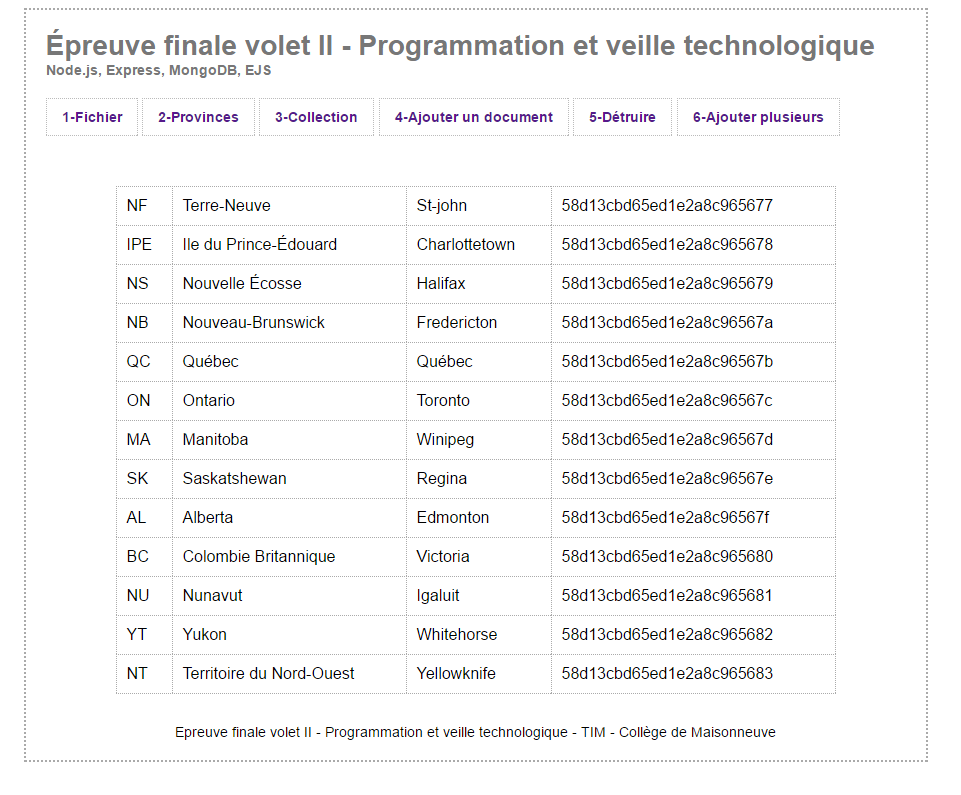 Épreuve finale volet II - Programmation et veille technologique
Node.js, Express, MongoDB, EJS
1-Fichier 2-Provinces 3-Collection 4-Ajouter un document 5-Détruire 6-Ajouter plusieurs
NF Terre-Neuve St-john 58d13cbd65ed1e2a8c965677
IPE Ile du Prince-Édouard Charlottetown 58d13cbd65ed1e2a8c965678
NS Nouvelle Écosse Halifax 58d13cbd65ed1e2a8c965679
NB Nouveau-Brunswick Fredericton 58d13cbd65ed1e2a8c96567a
QC Québec Québec 58d13cbd65ed1e2a8c96567b
ON Ontario Toronto 58d13cbd65ed1e2a8c96567c
MA Manitoba Winipeg 58d13cbd65ed1e2a8c96567d
SK Saskatshewan Regina 58d13cbd65ed1e2a8c96567e
AL Alberta Edmonton 58d13cbd65ed1e2a8c96567f
BC Colombie Britannique Victoria 58d13cbd65ed1e2a8c965680
NU Nunavut Igaluit 58d13cbd65ed1e2a8c965681
YT Yukon Whitehorse 58d13cbd65ed1e2a8c965682
NT Territoire du Nord-Ouest Yellowknife 58d13cbd65ed1e2a8c965683
Epreuve finale volet II - Programmation et veille technologique - TIM - Collège de Maisonneuve